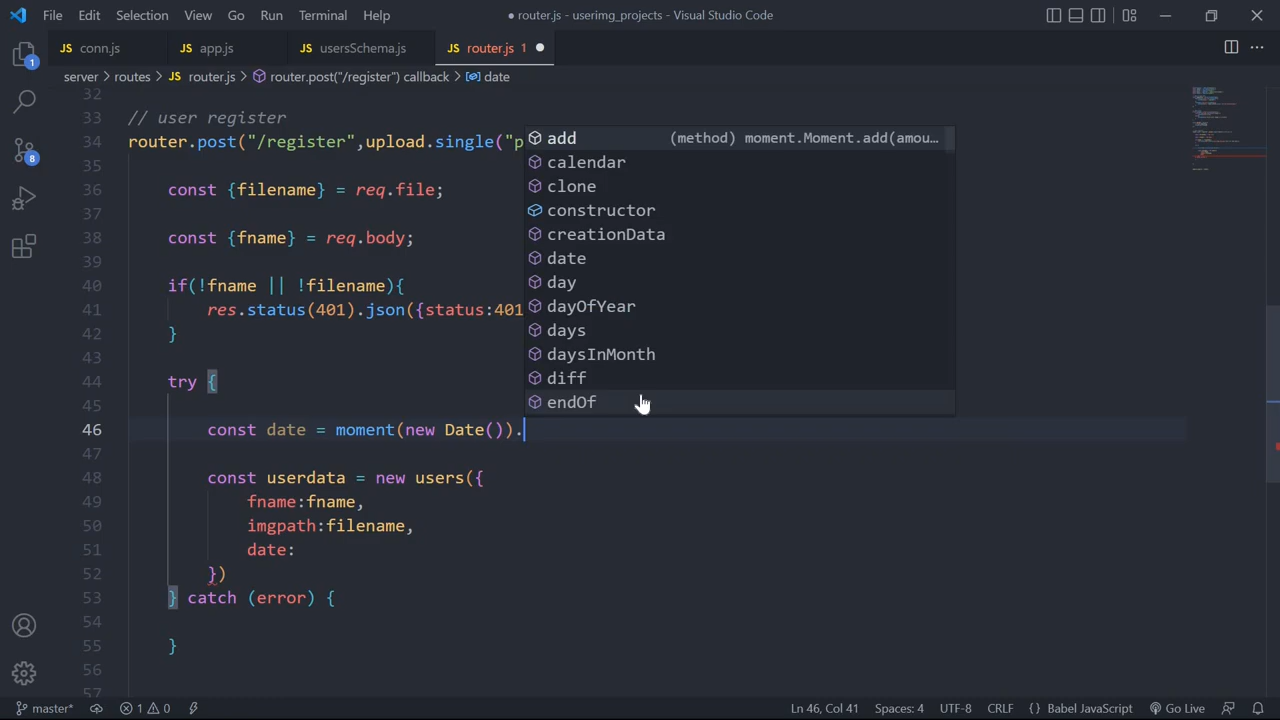 File Edit Selection View Go Run Terminal Help ● router.js - userimg_projects - Visual Studio Code
JS conn.js JS app.js JS usersSchema.js JS router.js 1 ●
server > routes > JS router.js > router.post("/register") callback > date
32
33 // user register
34 router.post("/register",upload.single("p
35
36 const {filename} = req.file;
37
38 const {fname} = req.body;
39
40 if(!fname || !filename){
41 res.status(401).json({status:401
42 }
43
44 try {
45
46 const date = moment(new Date()).
47
48 const userdata = new users({
49 fname:fname,
50 imgpath:filename,
51 date:
52 })
53 } catch (error) {
54
55 }
56
57
add (method) moment.Moment.add(amou…
calendar
clone
constructor
creationData
date
day
dayOfYear
days
daysInMonth
diff
endOf
1
8
master* 1 0 Ln 46, Col 41 Spaces: 4 UTF-8 CRLF {} Babel JavaScript Go Live